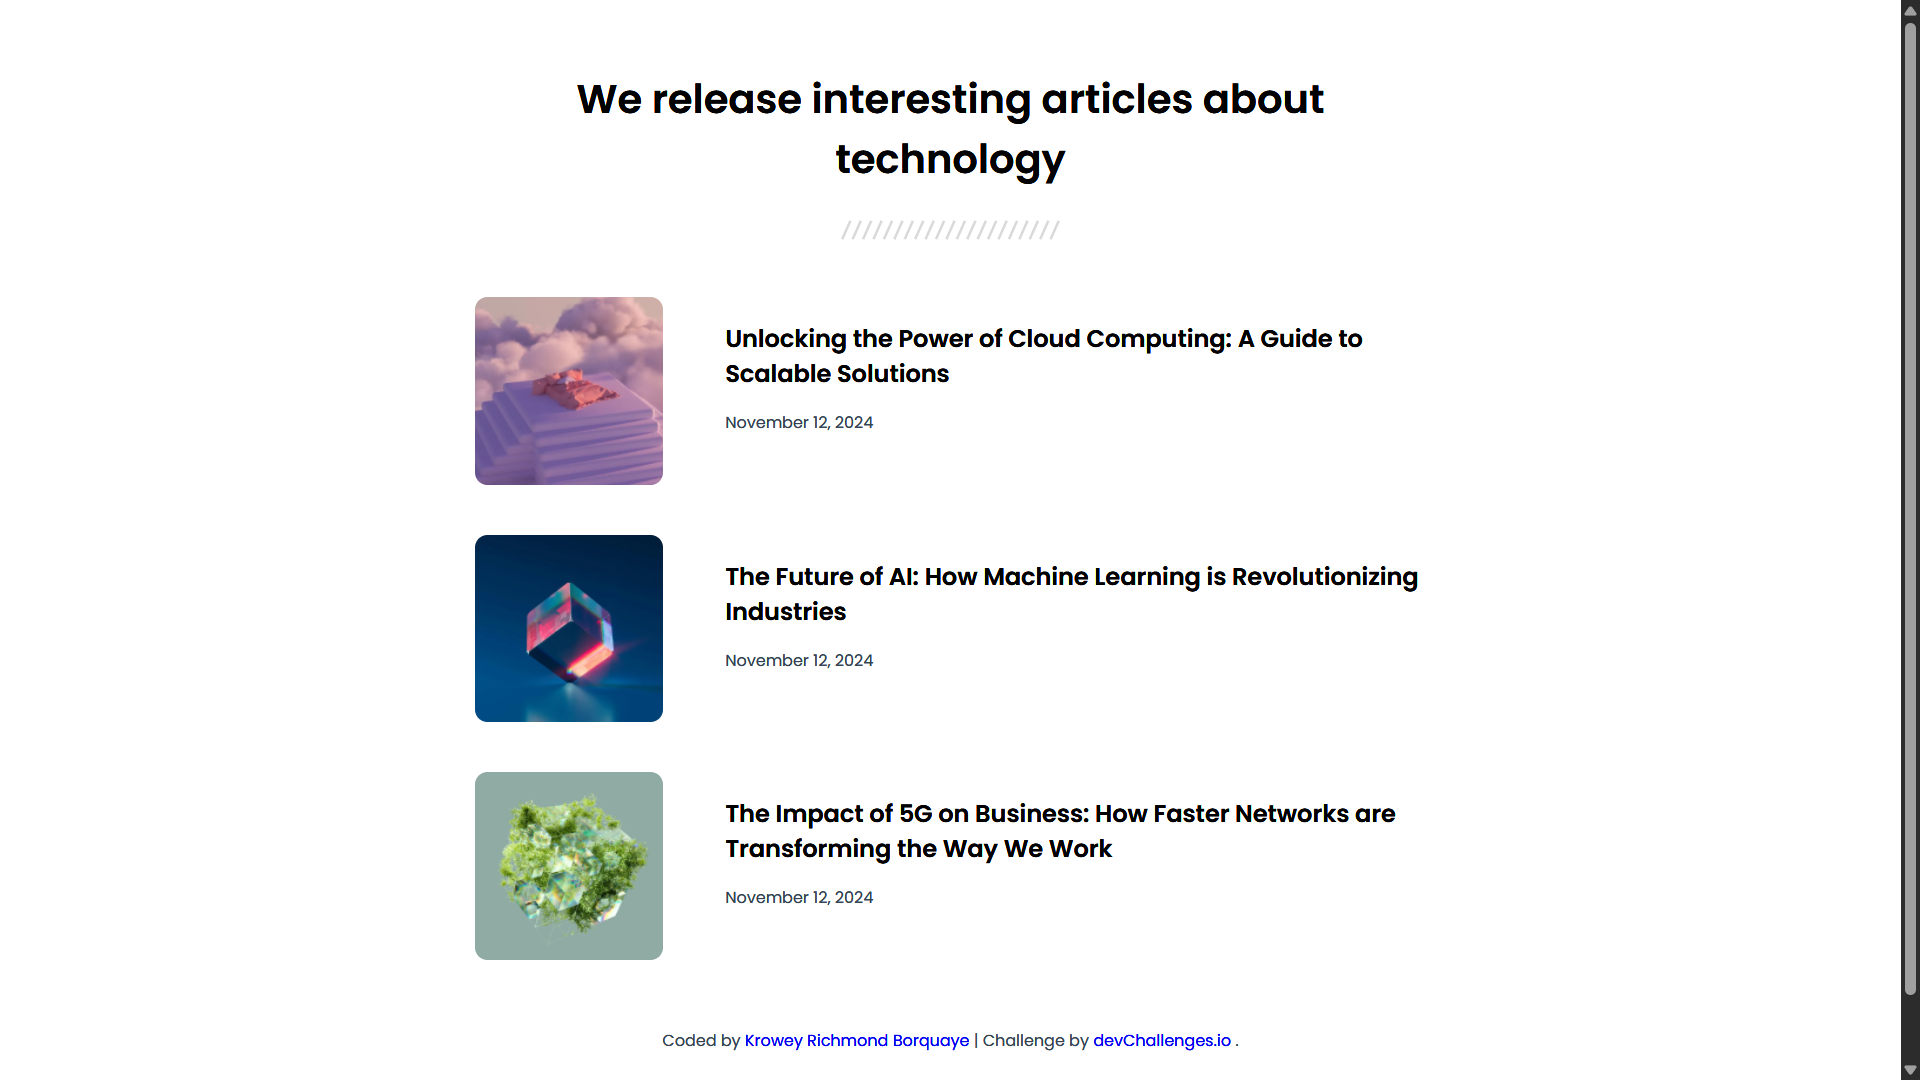 We release interesting articles about
technology
Unlocking the Power of Cloud Computing: A Guide to
Scalable Solutions
November 12, 2024
The Future of AI: How Machine Learning is Revolutionizing
Industries
November 12, 2024
The Impact of 5G on Business: How Faster Networks are
Transforming the Way We Work
November 12, 2024
Coded by Krowey Richmond Borquaye | Challenge by devChallenges.io .